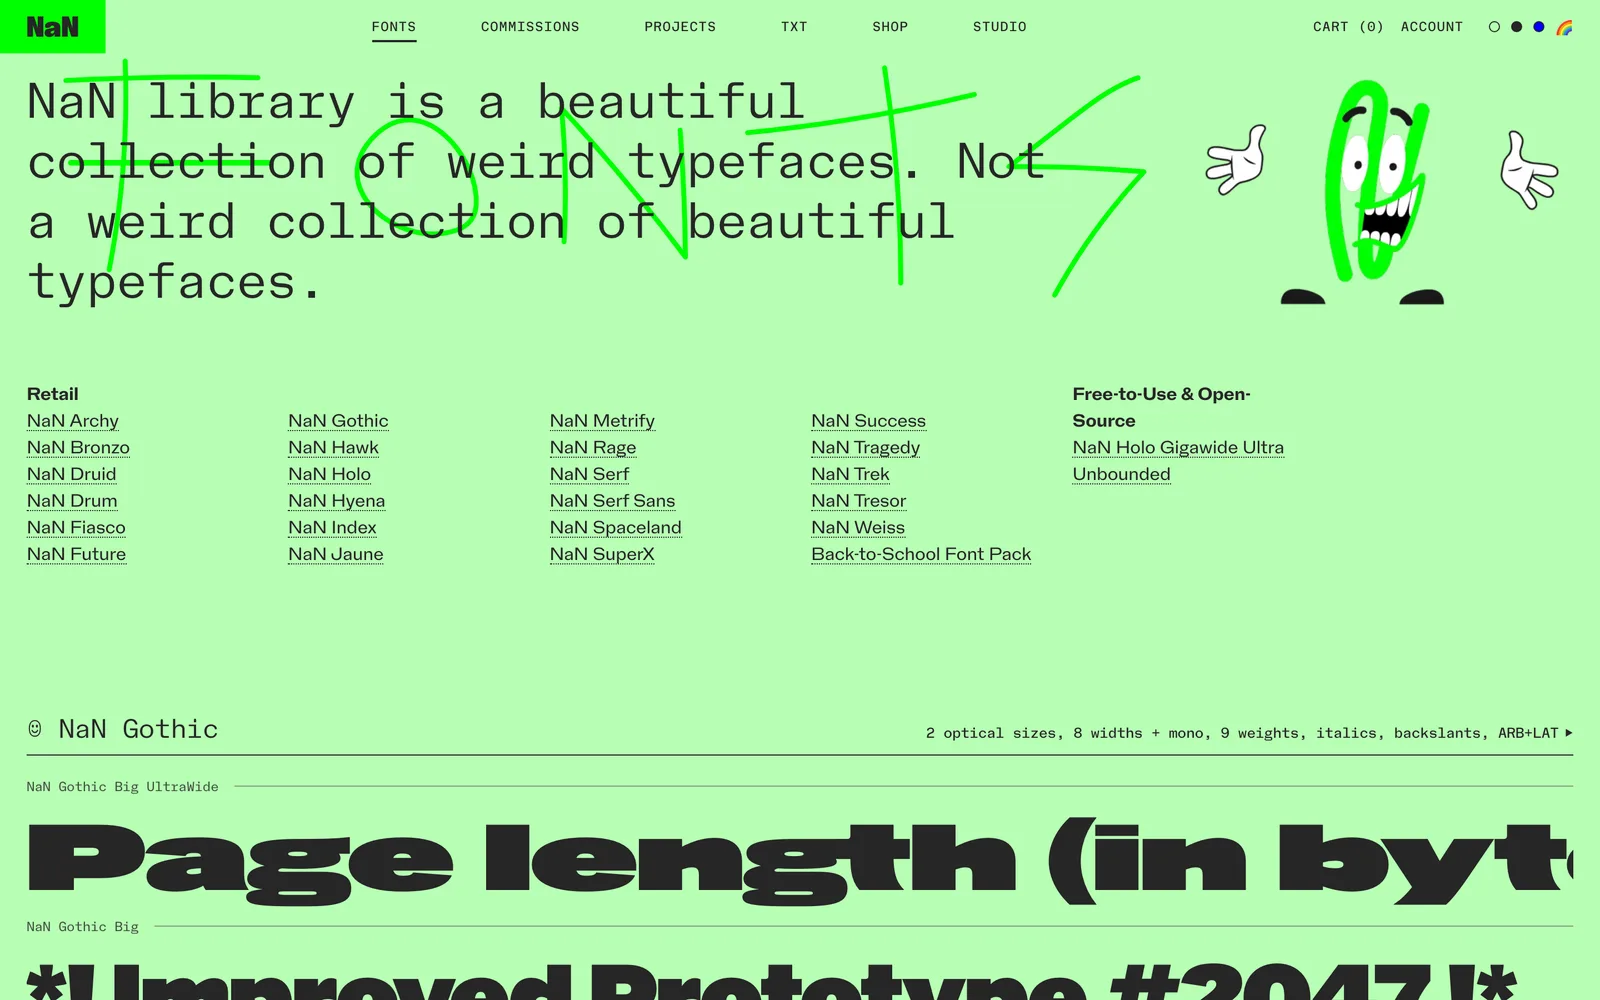 NaN
FONTS COMMISSIONS PROJECTS TXT SHOP STUDIO
CART (0) ACCOUNT
FONTS
NaN library is a beautiful
collection of weird typefaces. Not
a weird collection of beautiful
typefaces.
Retail
NaN Archy
NaN Bronzo
NaN Druid
NaN Drum
NaN Fiasco
NaN Future
NaN Gothic
NaN Hawk
NaN Holo
NaN Hyena
NaN Index
NaN Jaune
NaN Metrify
NaN Rage
NaN Serf
NaN Serf Sans
NaN Spaceland
NaN SuperX
NaN Success
NaN Tragedy
NaN Trek
NaN Tresor
NaN Weiss
Back-to-School Font Pack
Free-to-Use & Open-
Source
NaN Holo Gigawide Ultra
Unbounded
NaN Gothic
2 optical sizes, 8 widths + mono, 9 weights, italics, backslants, ARB+LAT
NaN Gothic Big UltraWide
Page length (in byt
NaN Gothic Big
*! Improved Prototype #2047 !*